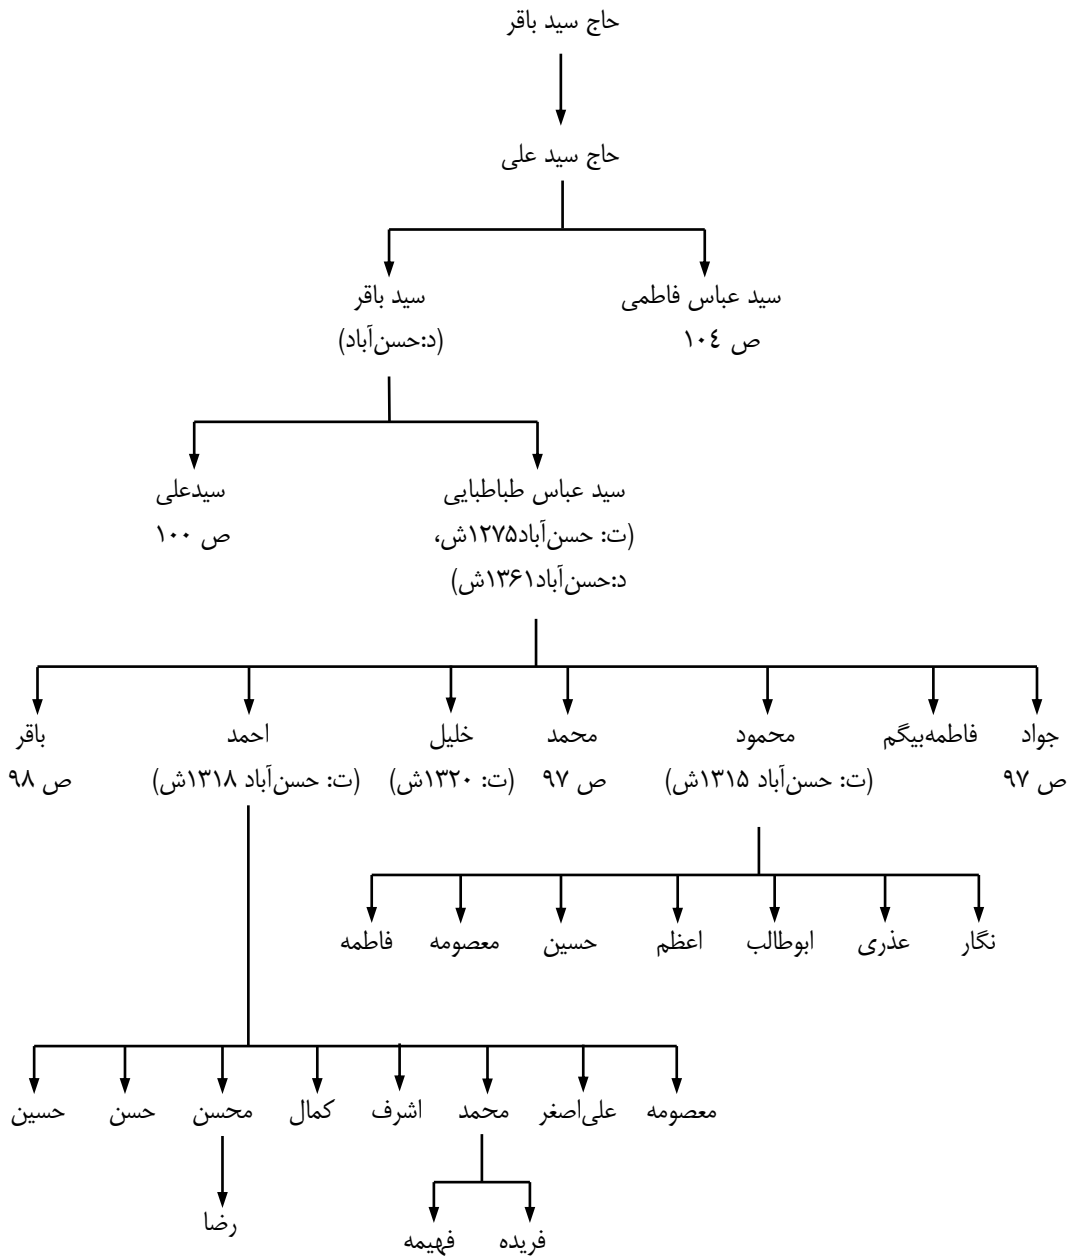 حاج سید باقر
حاج سید علی
سید عباس فاطمی
ص ١٠٤
سید باقر
(د:حسن‌آباد)
سید عباس طباطبایی
(ت: حسن‌آباد۱۲۷۵ش،
د:حسن‌آباد۱۳۶۱ش)
سیدعلی
ص ۱۰۰
جواد
ص ۹۷
فاطمه‌بیگم
محمود
(ت: حسن‌آباد ۱۳۱۵ش)
محمد
ص ۹۷
خلیل
(ت: ۱۳۲۰ش)
احمد
(ت: حسن‌آباد ۱۳۱۸ش)
باقر
ص ۹۸
نگار
عذری
ابوطالب
اعظم
حسین
معصومه
فاطمه
معصومه
علی‌اصغر
محمد
اشرف
کمال
محسن
حسن
حسین
فریده
فهیمه
رضا